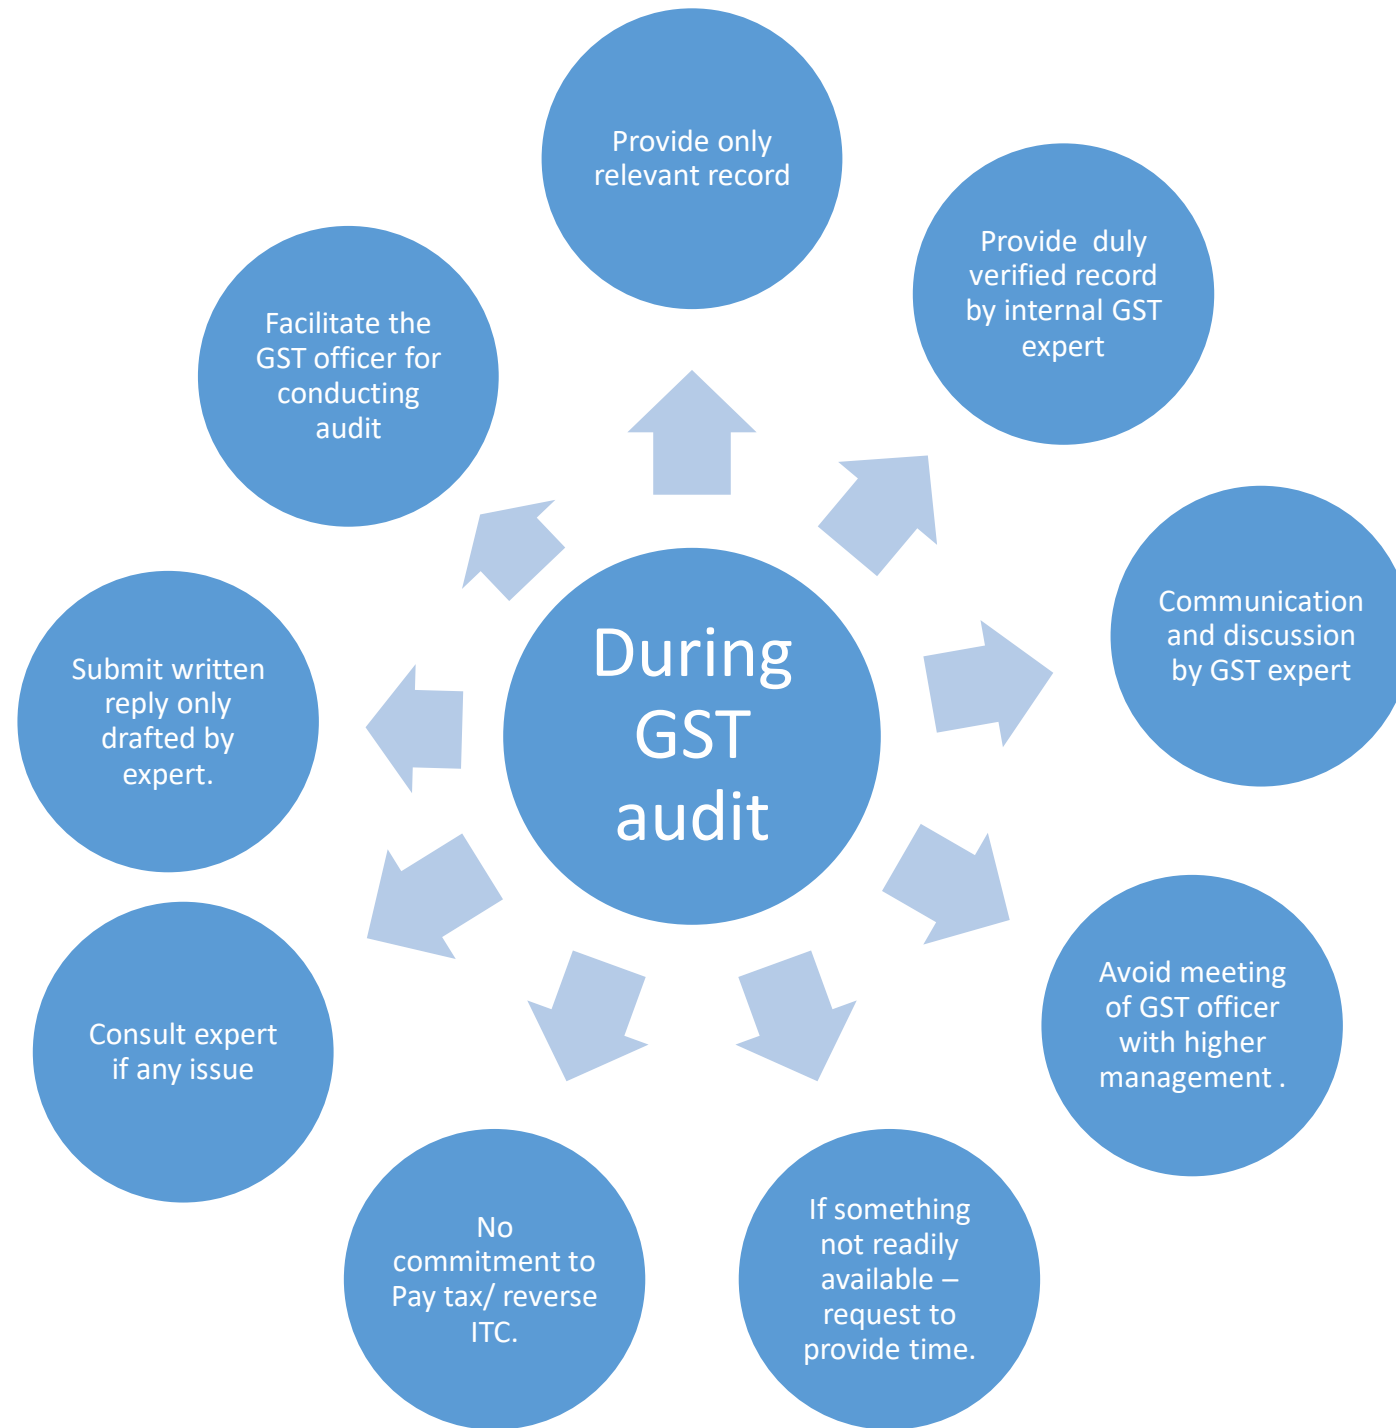 Provide only
relevant record
Provide  duly
verified record
by internal GST
expert
Communication
and discussion
by GST expert
Avoid meeting
of GST officer
with higher
management .
If something
not readily
available –
request to
provide time.
No
commitment to
Pay tax/ reverse
ITC.
Consult expert
if any issue
Submit written
reply only
drafted by
expert.
Facilitate the
GST officer for
conducting
audit
During
GST
audit